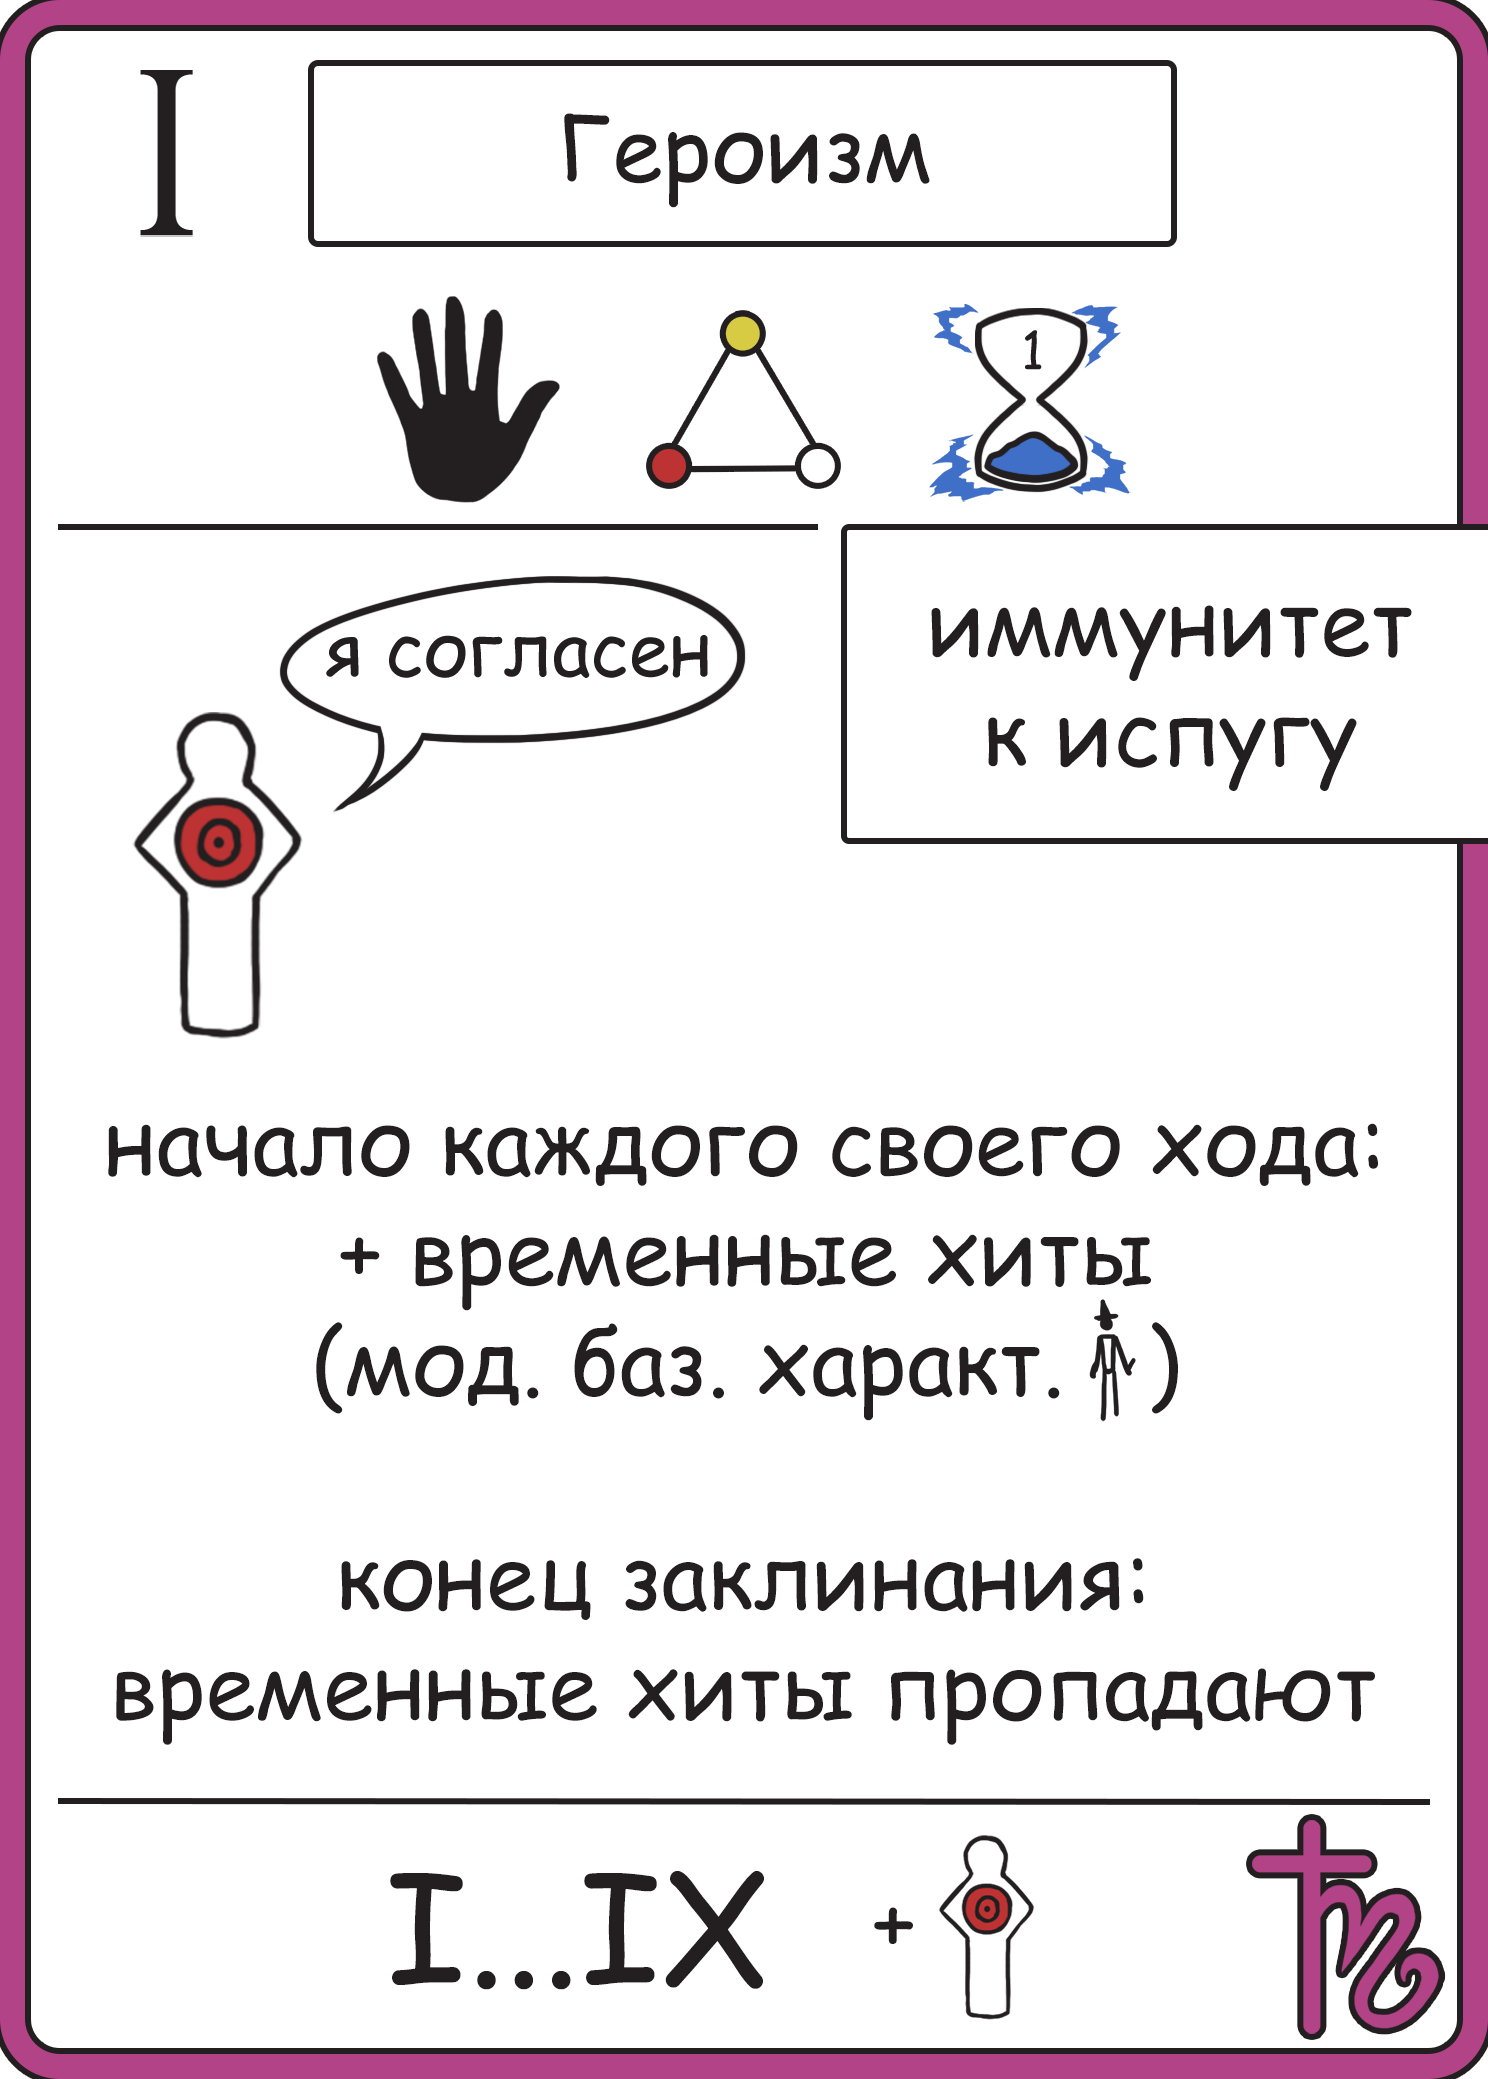 I
Героизм
1
я согласен
иммунитет
к испугу
начало каждого своего хода:
+ временные хиты
(мод. баз. характ. )
конец заклинания:
временные хиты пропадают
I...IX +